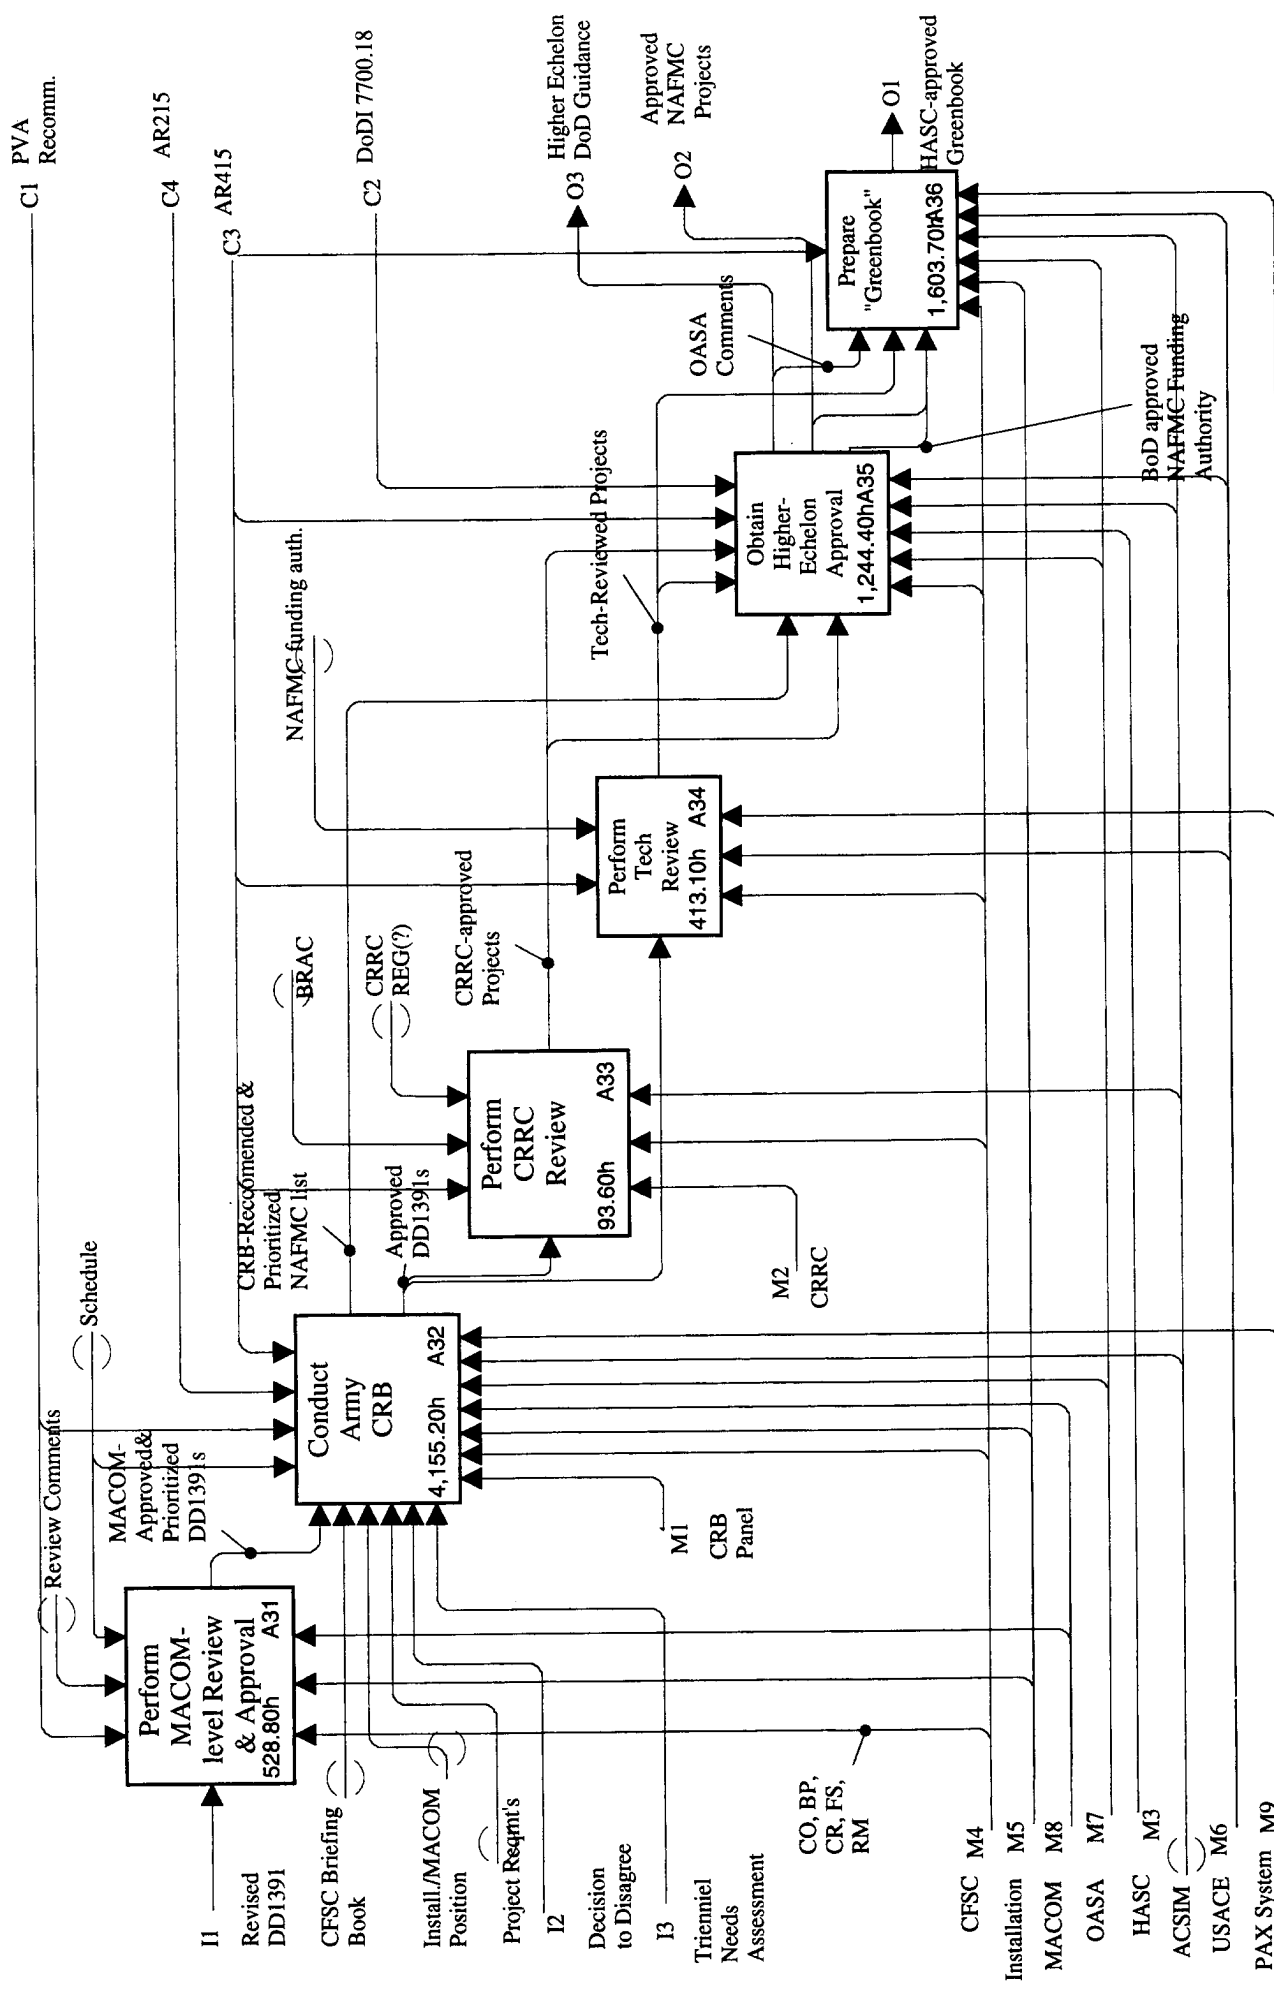 C1 PVA
Recomm.
C4 AR215
C3 AR415
C2 DoDI 7700.18
Review Comments
Schedule
MACOM-
Approved&
Prioritized
DD1391s
CRB-Reccomended &
Prioritized
NAFMC list
BRAC
NAFMC funding auth.
Approved
DD1391s
CRRC
REG(?)
CRRC-approved
Projects
Tech-Reviewed Projects
OASA
Comments
O3 Higher Echelon
DoD Guidance
O2 Approved
NAFMC
Projects
O1 HASC-approved
Greenbook
BoD approved
NAFMC Funding
Authority
Perform
MACOM-
level Review
& Approval
528.80h A31
Conduct
Army
CRB
4,155.20h A32
Perform
CRRC
Review
93.60h A33
Perform
Tech
Review
413.10h A34
Obtain
Higher-
Echelon
Approval
1,244.40hA35
Prepare
"Greenbook"
1,603.70hA36
I1
Revised
DD1391
CFSC Briefing
Book
Install./MACOM
Position
Project Reqmt's
I2
Decision
to Disagree
I3
Trienniel
Needs
Assessment
M1
CRB
Panel
M2
CRRC
CO, BP,
CR, FS,
RM
CFSC M4
Installation M5
MACOM M8
OASA M7
HASC M3
ACSIM
USACE M6
PAX System M9